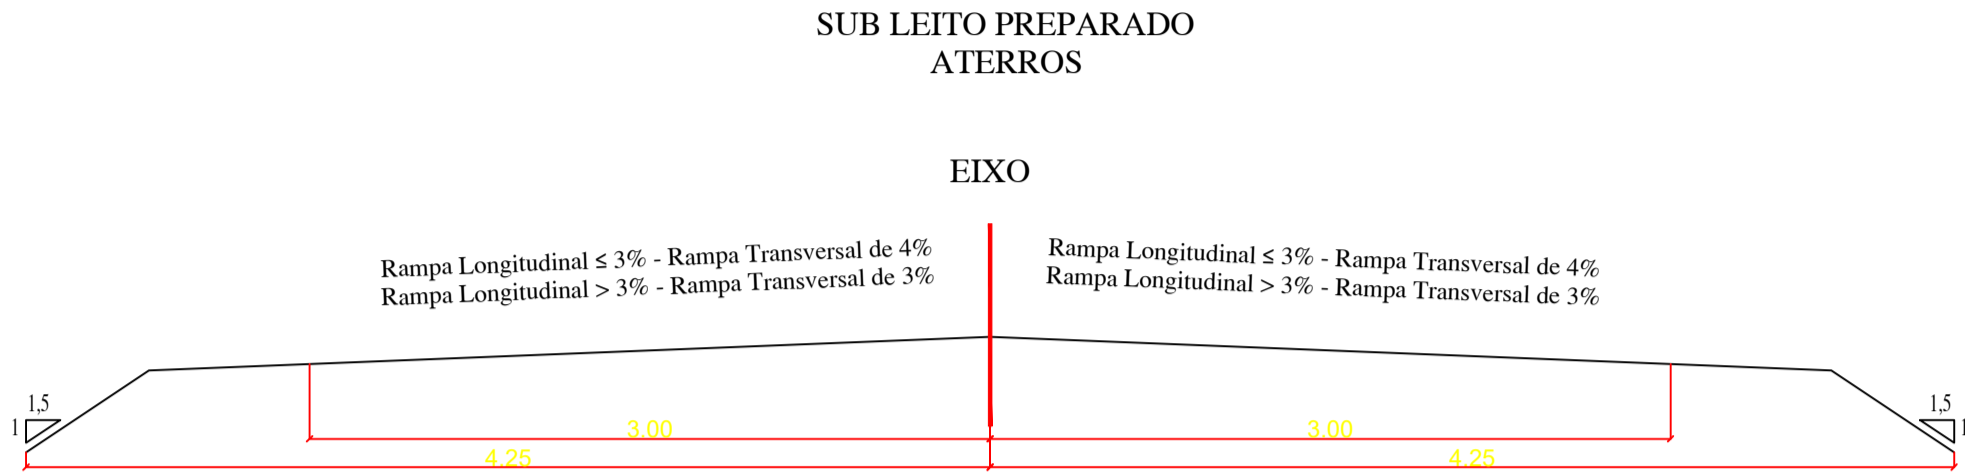 SUB LEITO PREPARADO
ATERROS
EIXO
Rampa Longitudinal ≤ 3% - Rampa Transversal de 4%
Rampa Longitudinal > 3% - Rampa Transversal de 3%
Rampa Longitudinal ≤ 3% - Rampa Transversal de 4%
Rampa Longitudinal > 3% - Rampa Transversal de 3%
1,5
1
1,5
1
3.00
3.00
4.25
4.25